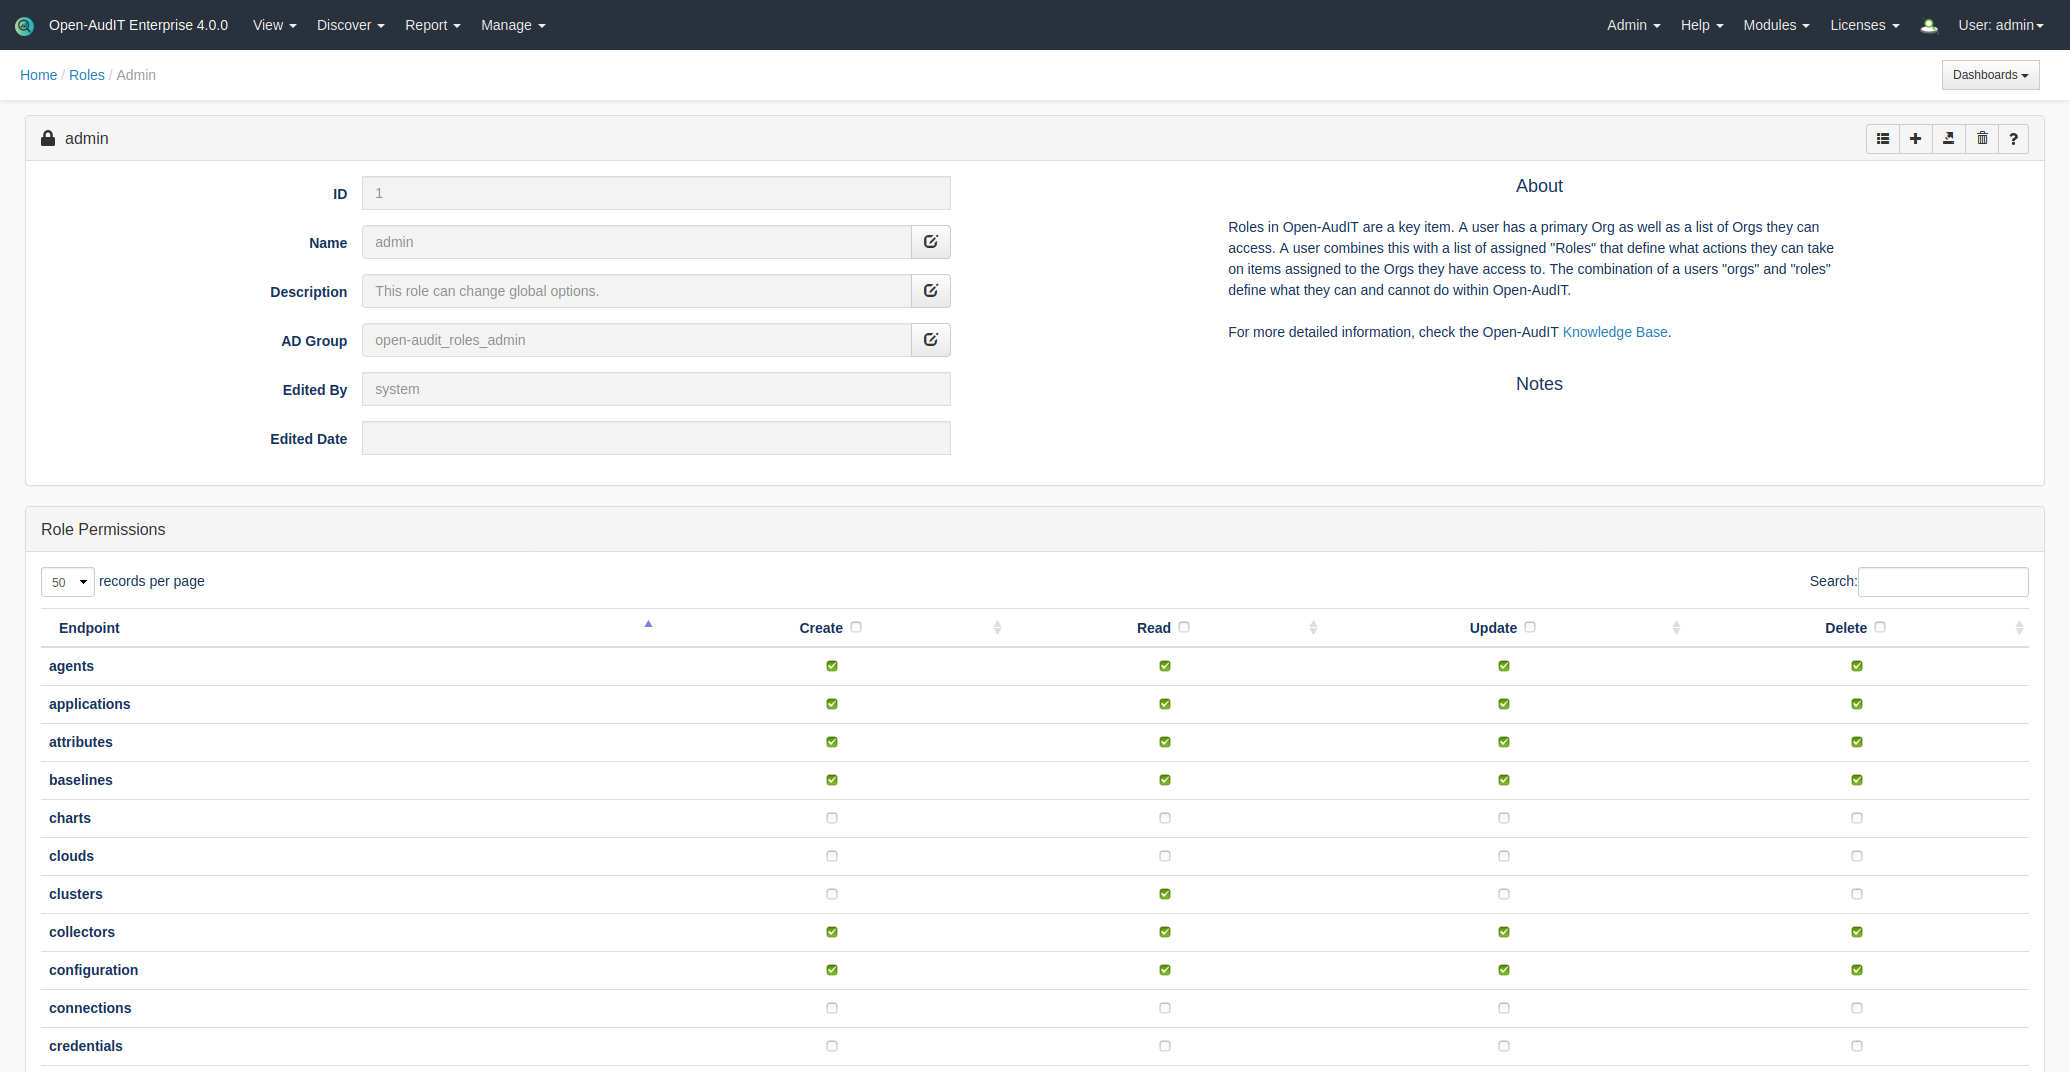 Open-AudIT Enterprise 4.0.0 View Discover Report Manage Admin Help Modules Licenses User: admin
Home / Roles / Admin Dashboards
admin ?
ID 1
Name admin
Description This role can change global options.
AD Group open-audit_roles_admin
Edited By system
Edited Date
About
Roles in Open-AudIT are a key item. A user has a primary Org as well as a list of Orgs they can
access. A user combines this with a list of assigned "Roles" that define what actions they can take
on items assigned to the Orgs they have access to. The combination of a users "orgs" and "roles"
define what they can and cannot do within Open-AudIT.
For more detailed information, check the Open-AudIT Knowledge Base.
Notes
Role Permissions
50 records per page Search:
Endpoint Create Read Update Delete
agents
applications
attributes
baselines
charts
clouds
clusters
collectors
configuration
connections
credentials